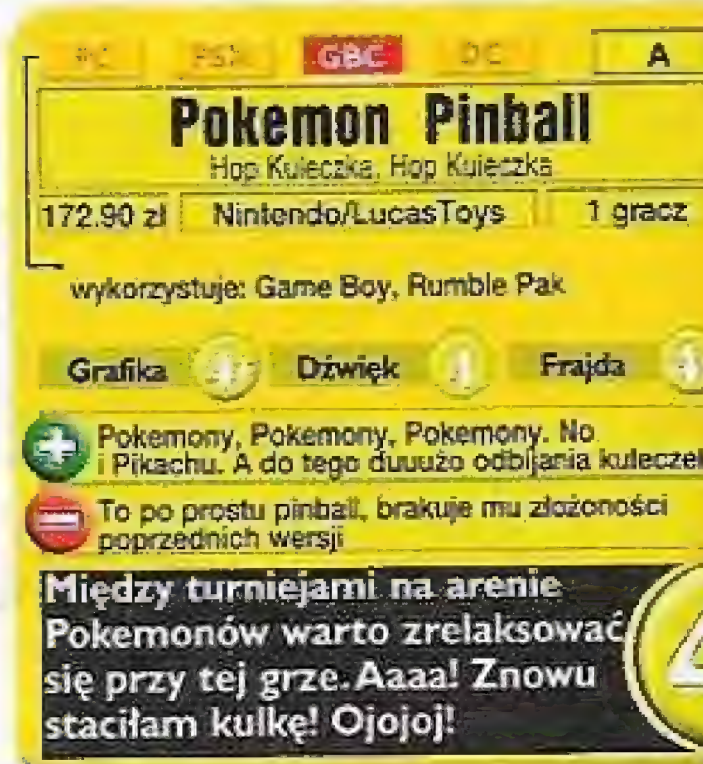 PC PSX GBC DC A
Pokemon Pinball
Hop Kuleczka, Hop Kuleczka
172.90 zł Nintendo/LucasToys 1 gracz
wykorzystuje: Game Boy, Rumble Pak
Grafika Dźwięk Frajda
Pokemony, Pokemony, Pokemony. No
i Pikachu. A do tego duuużo odbijania kuleczek
To po prostu pinball, brakuje mu złożoności
poprzednich wersji
Między turniejami na arenie
Pokemonów warto zrelaksować
się przy tej grze. Aaaa! Znowu
staciłam kulkę! Ojojoj!